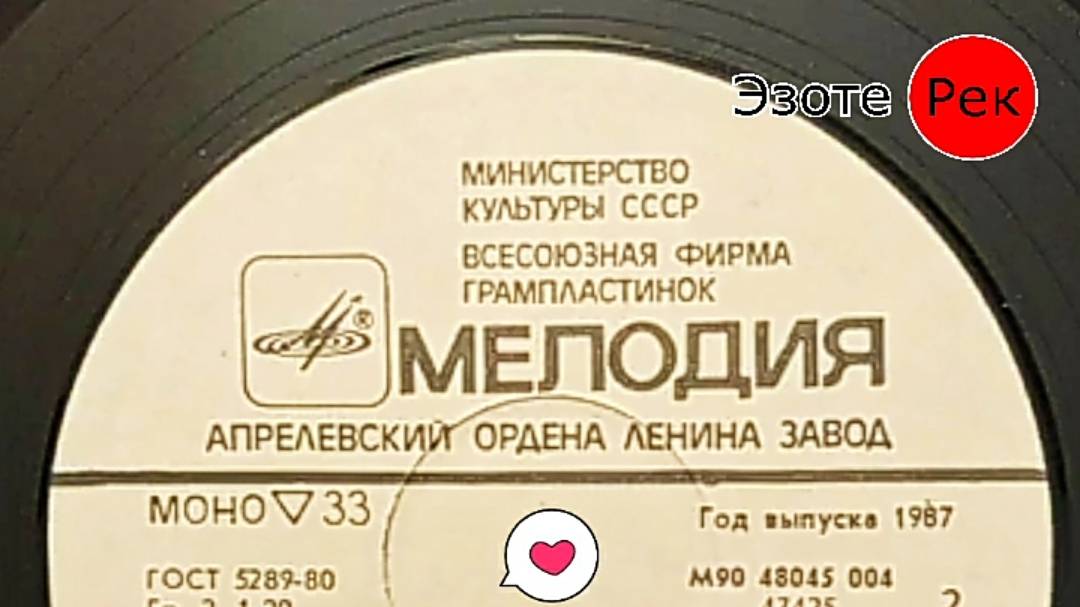 Эзоте Рек
МИНИСТЕРСТВО
КУЛЬТУРЫ СССР
ВСЕСОЮЗНАЯ ФИРМА
ГРАМПЛАСТИНОК
®
МЕЛОДИЯ
АПРЕЛЕВСКИЙ ОРДЕНА ЛЕНИНА ЗАВОД
МОНО ▽ 33
Год выпуска 1987
ГОСТ 5289-80
М90 48045 004
2